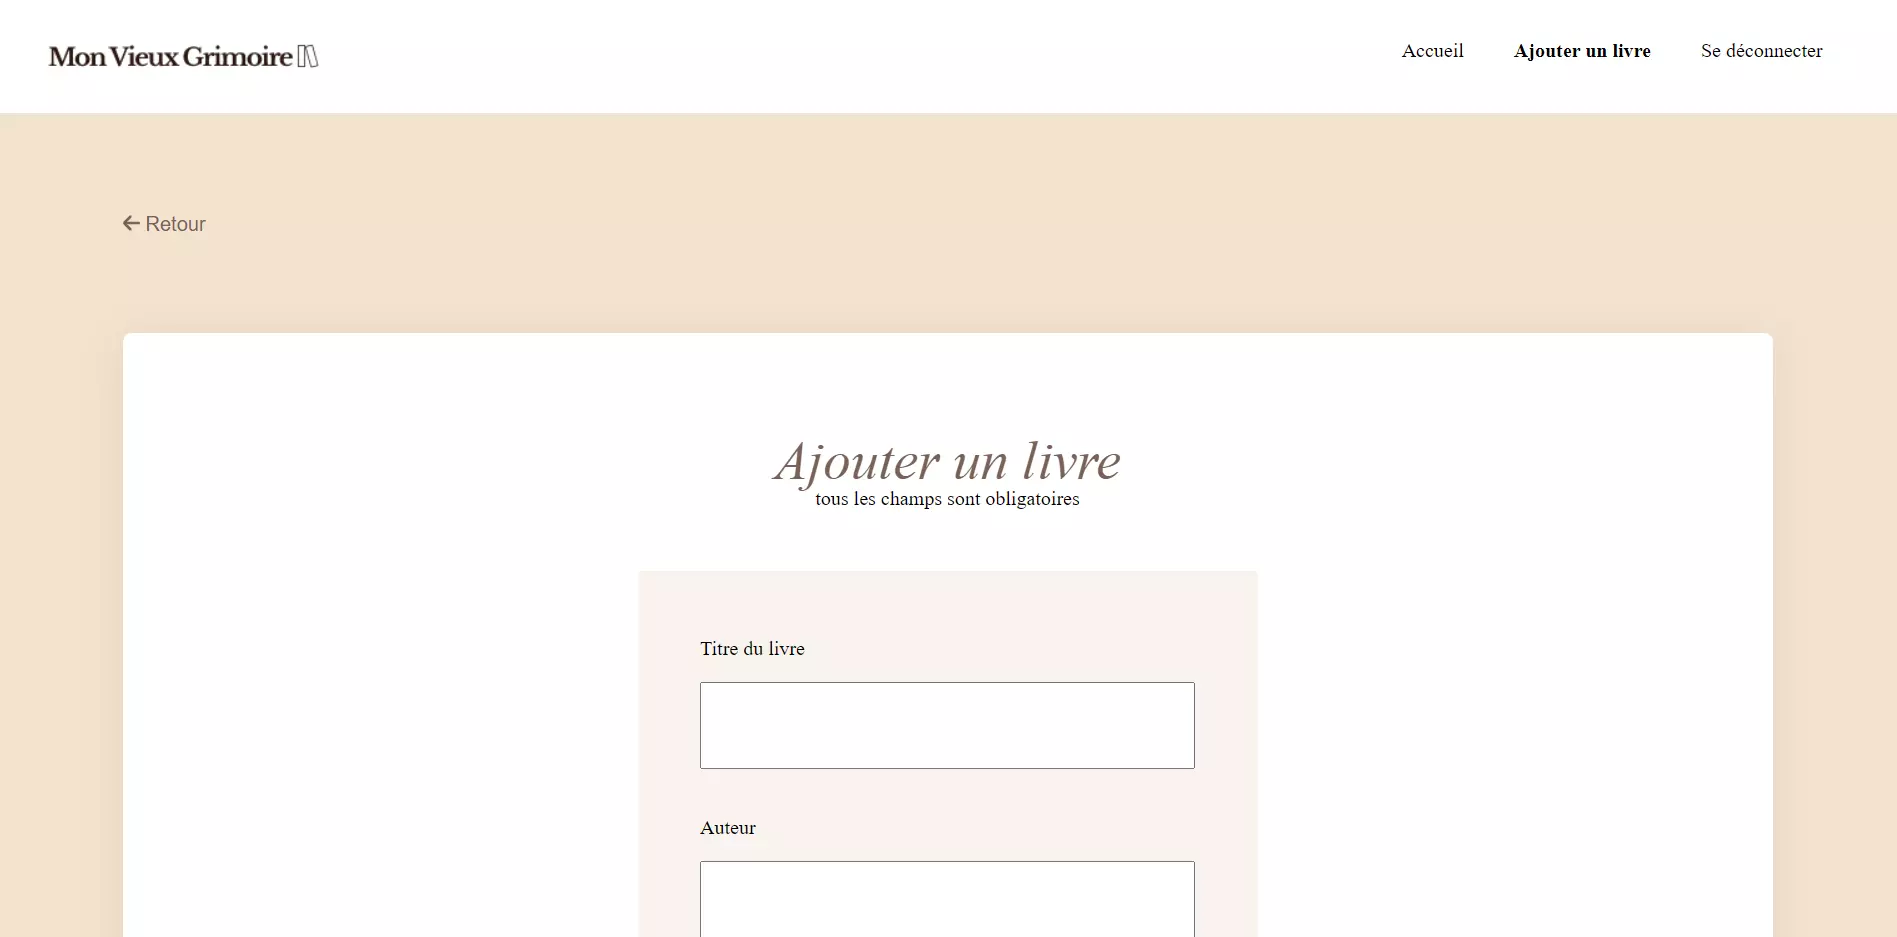 Mon Vieux Grimoire
Accueil
Ajouter un livre
Se déconnecter
Retour
Ajouter un livre
tous les champs sont obligatoires
Titre du livre
Auteur